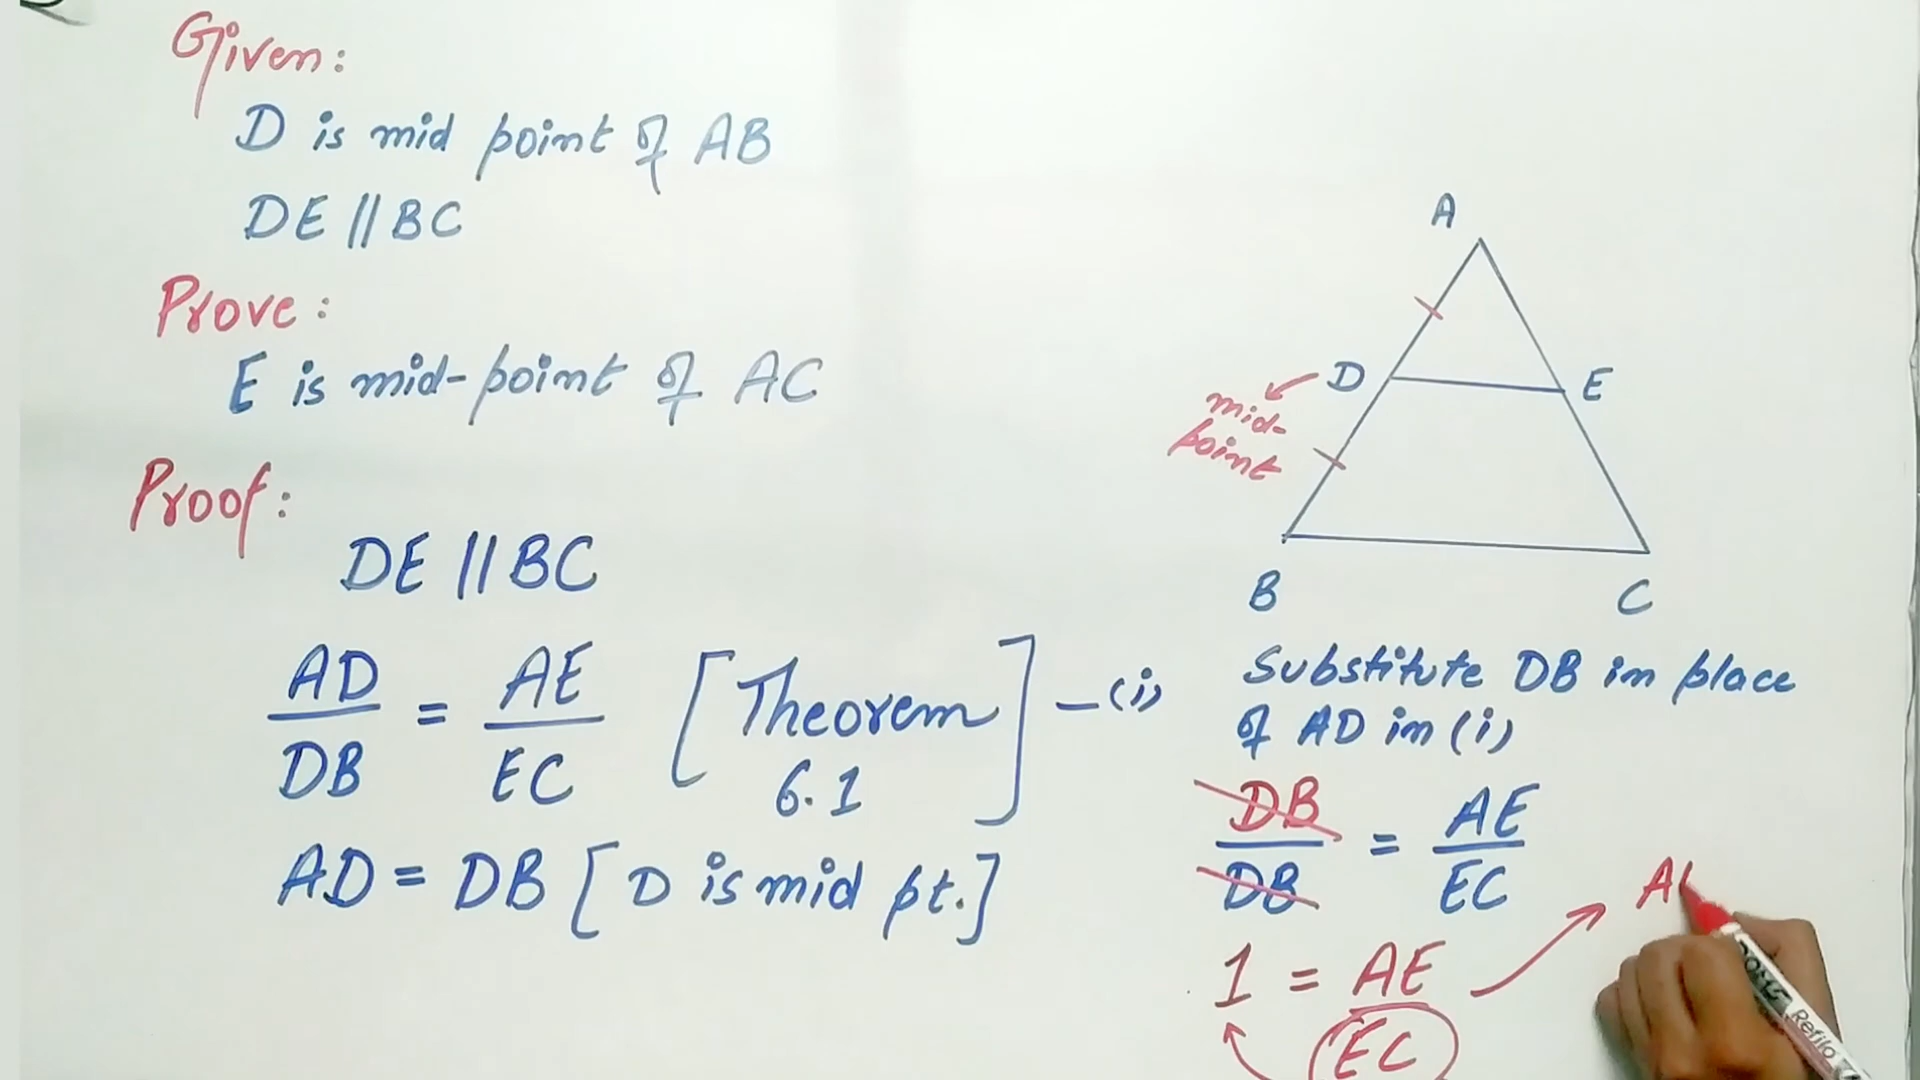 Given:
D is mid point of AB
DE || BC
Prove:
E is mid-point of AC
Proof:
DE || BC
AD/DB = AE/EC [Theorem 6.1] — (i)
AD = DB [D is mid pt.]
A
D
E
mid-
point
B
C
Substitute DB in place
of AD in (i)
DB/DB = AE/EC
1 = AE/EC
A
Refilo